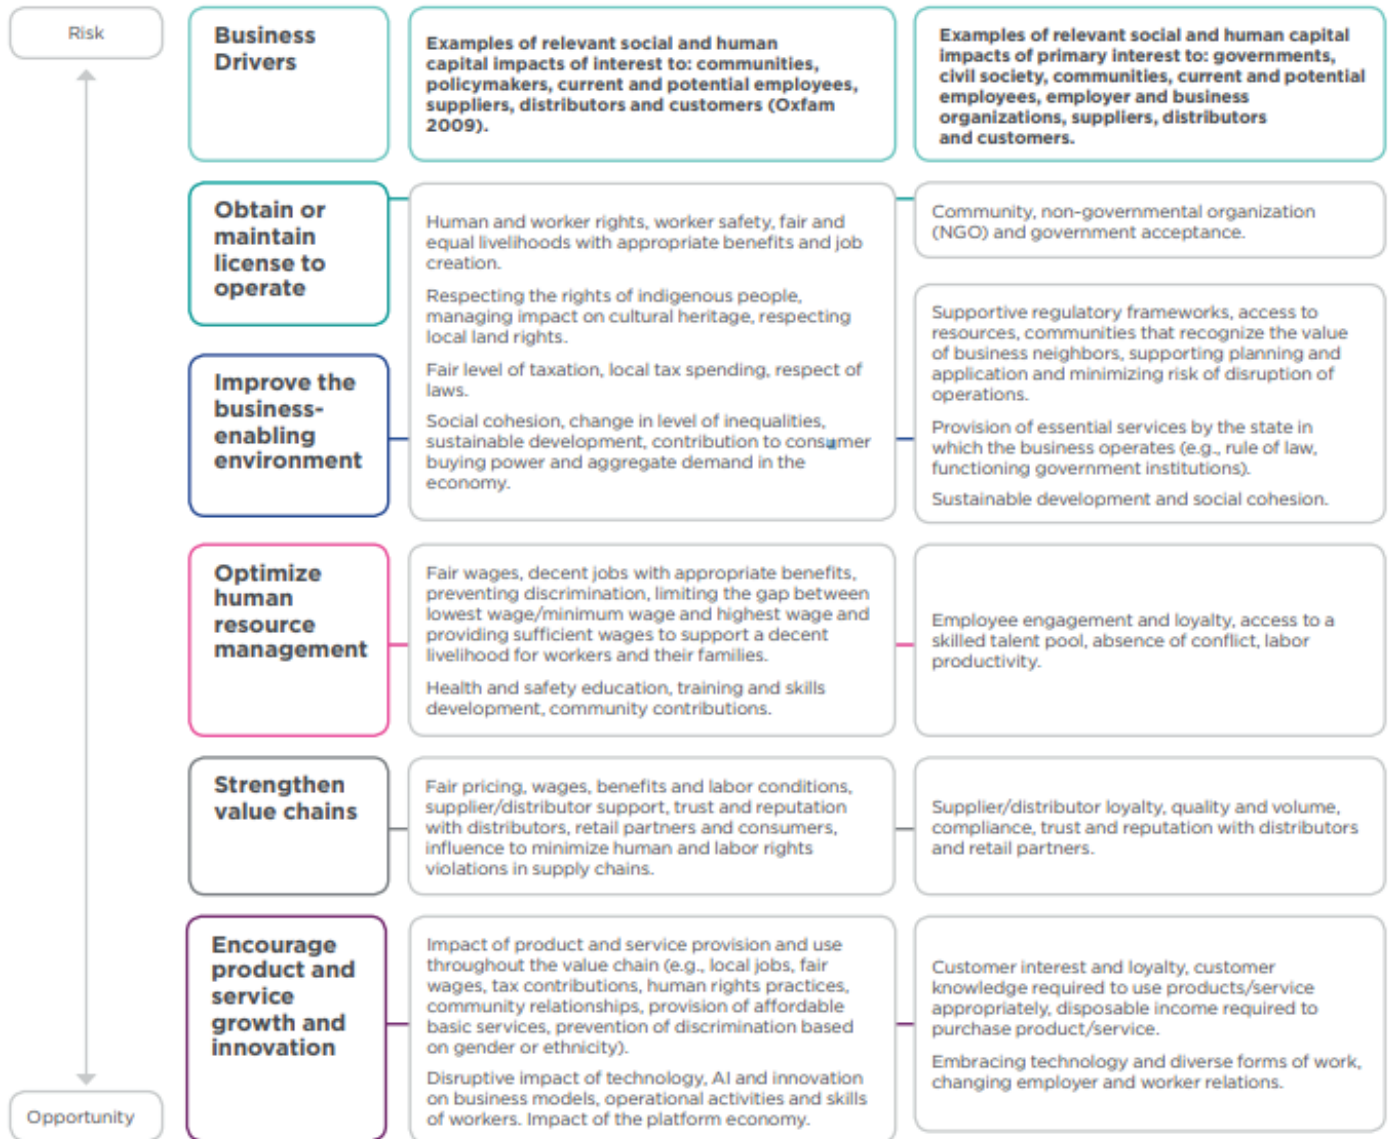 Risk
Business
Drivers
Examples of relevant social and human
capital impacts of interest to: communities,
policymakers, current and potential employees,
suppliers, distributors and customers (Oxfam
2009).
Examples of relevant social and human capital
impacts of primary interest to: governments,
civil society, communities, current and potential
employees, employer and business
organizations, suppliers, distributors
and customers.
Obtain or
maintain
license to
operate
Improve the
business-
enabling
environment
Human and worker rights, worker safety, fair and
equal livelihoods with appropriate benefits and job
creation.
Respecting the rights of indigenous people,
managing impact on cultural heritage, respecting
local land rights.
Fair level of taxation, local tax spending, respect of
laws.
Social cohesion, change in level of inequalities,
sustainable development, contribution to consumer
buying power and aggregate demand in the
economy.
Community, non-governmental organization
(NGO) and government acceptance.
Supportive regulatory frameworks, access to
resources, communities that recognize the value
of business neighbors, supporting planning and
application and minimizing risk of disruption of
operations.
Provision of essential services by the state in
which the business operates (e.g., rule of law,
functioning government institutions).
Sustainable development and social cohesion.
Optimize
human
resource
management
Fair wages, decent jobs with appropriate benefits,
preventing discrimination, limiting the gap between
lowest wage/minimum wage and highest wage and
providing sufficient wages to support a decent
livelihood for workers and their families.
Health and safety education, training and skills
development, community contributions.
Employee engagement and loyalty, access to a
skilled talent pool, absence of conflict, labor
productivity.
Strengthen
value chains
Fair pricing, wages, benefits and labor conditions,
supplier/distributor support, trust and reputation
with distributors, retail partners and consumers,
influence to minimize human and labor rights
violations in supply chains.
Supplier/distributor loyalty, quality and volume,
compliance, trust and reputation with distributors
and retail partners.
Encourage
product and
service
growth and
innovation
Impact of product and service provision and use
throughout the value chain (e.g., local jobs, fair
wages, tax contributions, human rights practices,
community relationships, provision of affordable
basic services, prevention of discrimination based
on gender or ethnicity).
Disruptive impact of technology, AI and innovation
on business models, operational activities and skills
of workers. Impact of the platform economy.
Customer interest and loyalty, customer
knowledge required to use products/service
appropriately, disposable income required to
purchase product/service.
Embracing technology and diverse forms of work,
changing employer and worker relations.
Opportunity